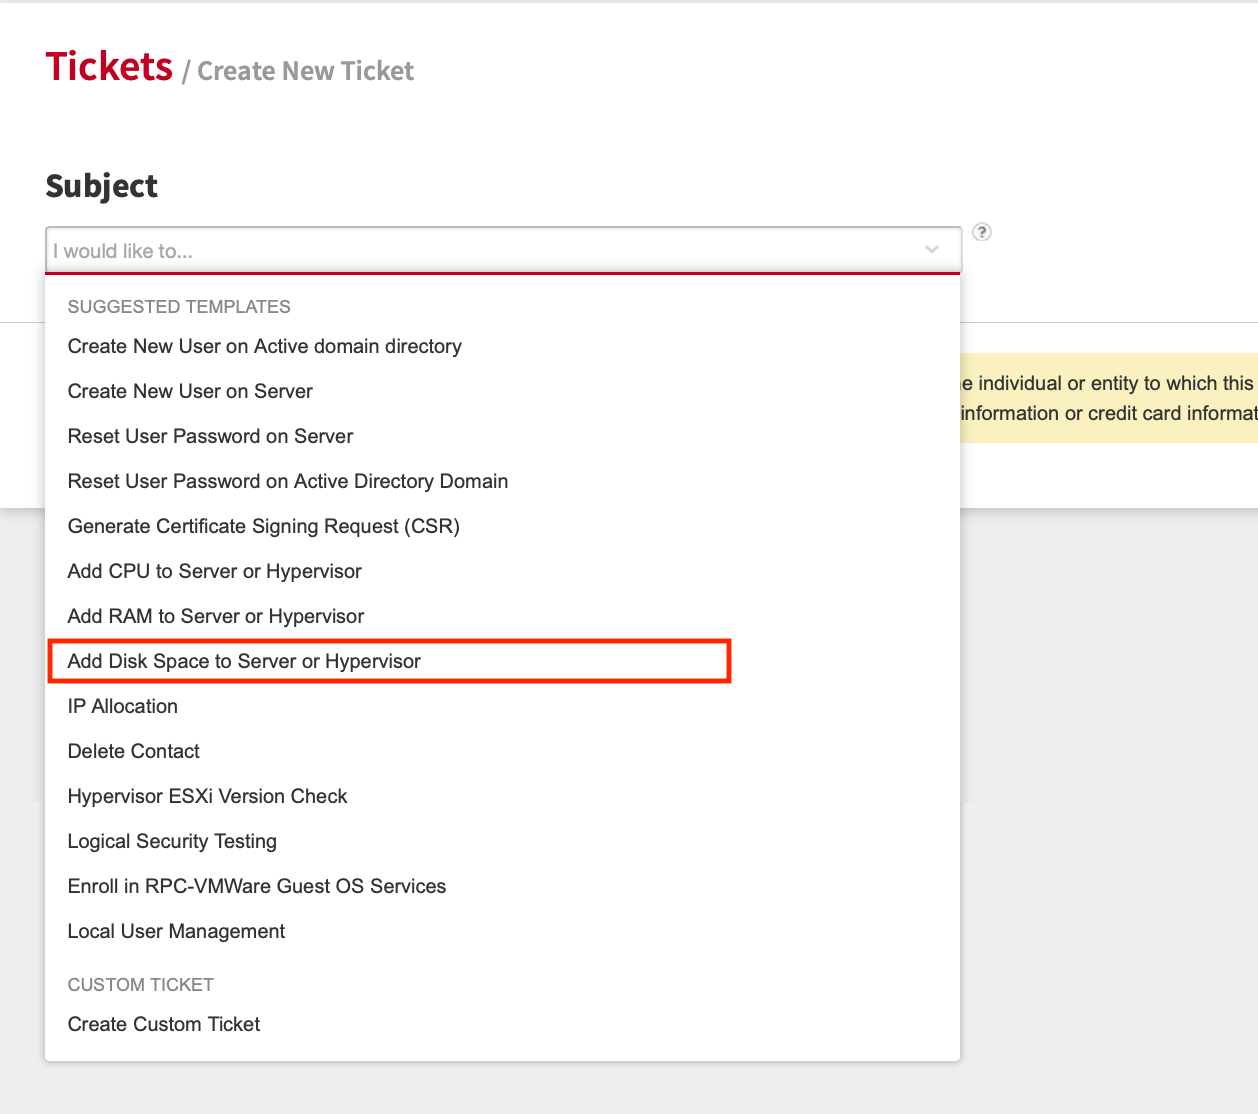 Tickets / Create New Ticket
Subject
I would like to...
?
SUGGESTED TEMPLATES
Create New User on Active domain directory
Create New User on Server
Reset User Password on Server
Reset User Password on Active Directory Domain
Generate Certificate Signing Request (CSR)
Add CPU to Server or Hypervisor
Add RAM to Server or Hypervisor
Add Disk Space to Server or Hypervisor
IP Allocation
Delete Contact
Hypervisor ESXi Version Check
Logical Security Testing
Enroll in RPC-VMWare Guest OS Services
Local User Management
CUSTOM TICKET
Create Custom Ticket
individual or entity to which this
information or credit card